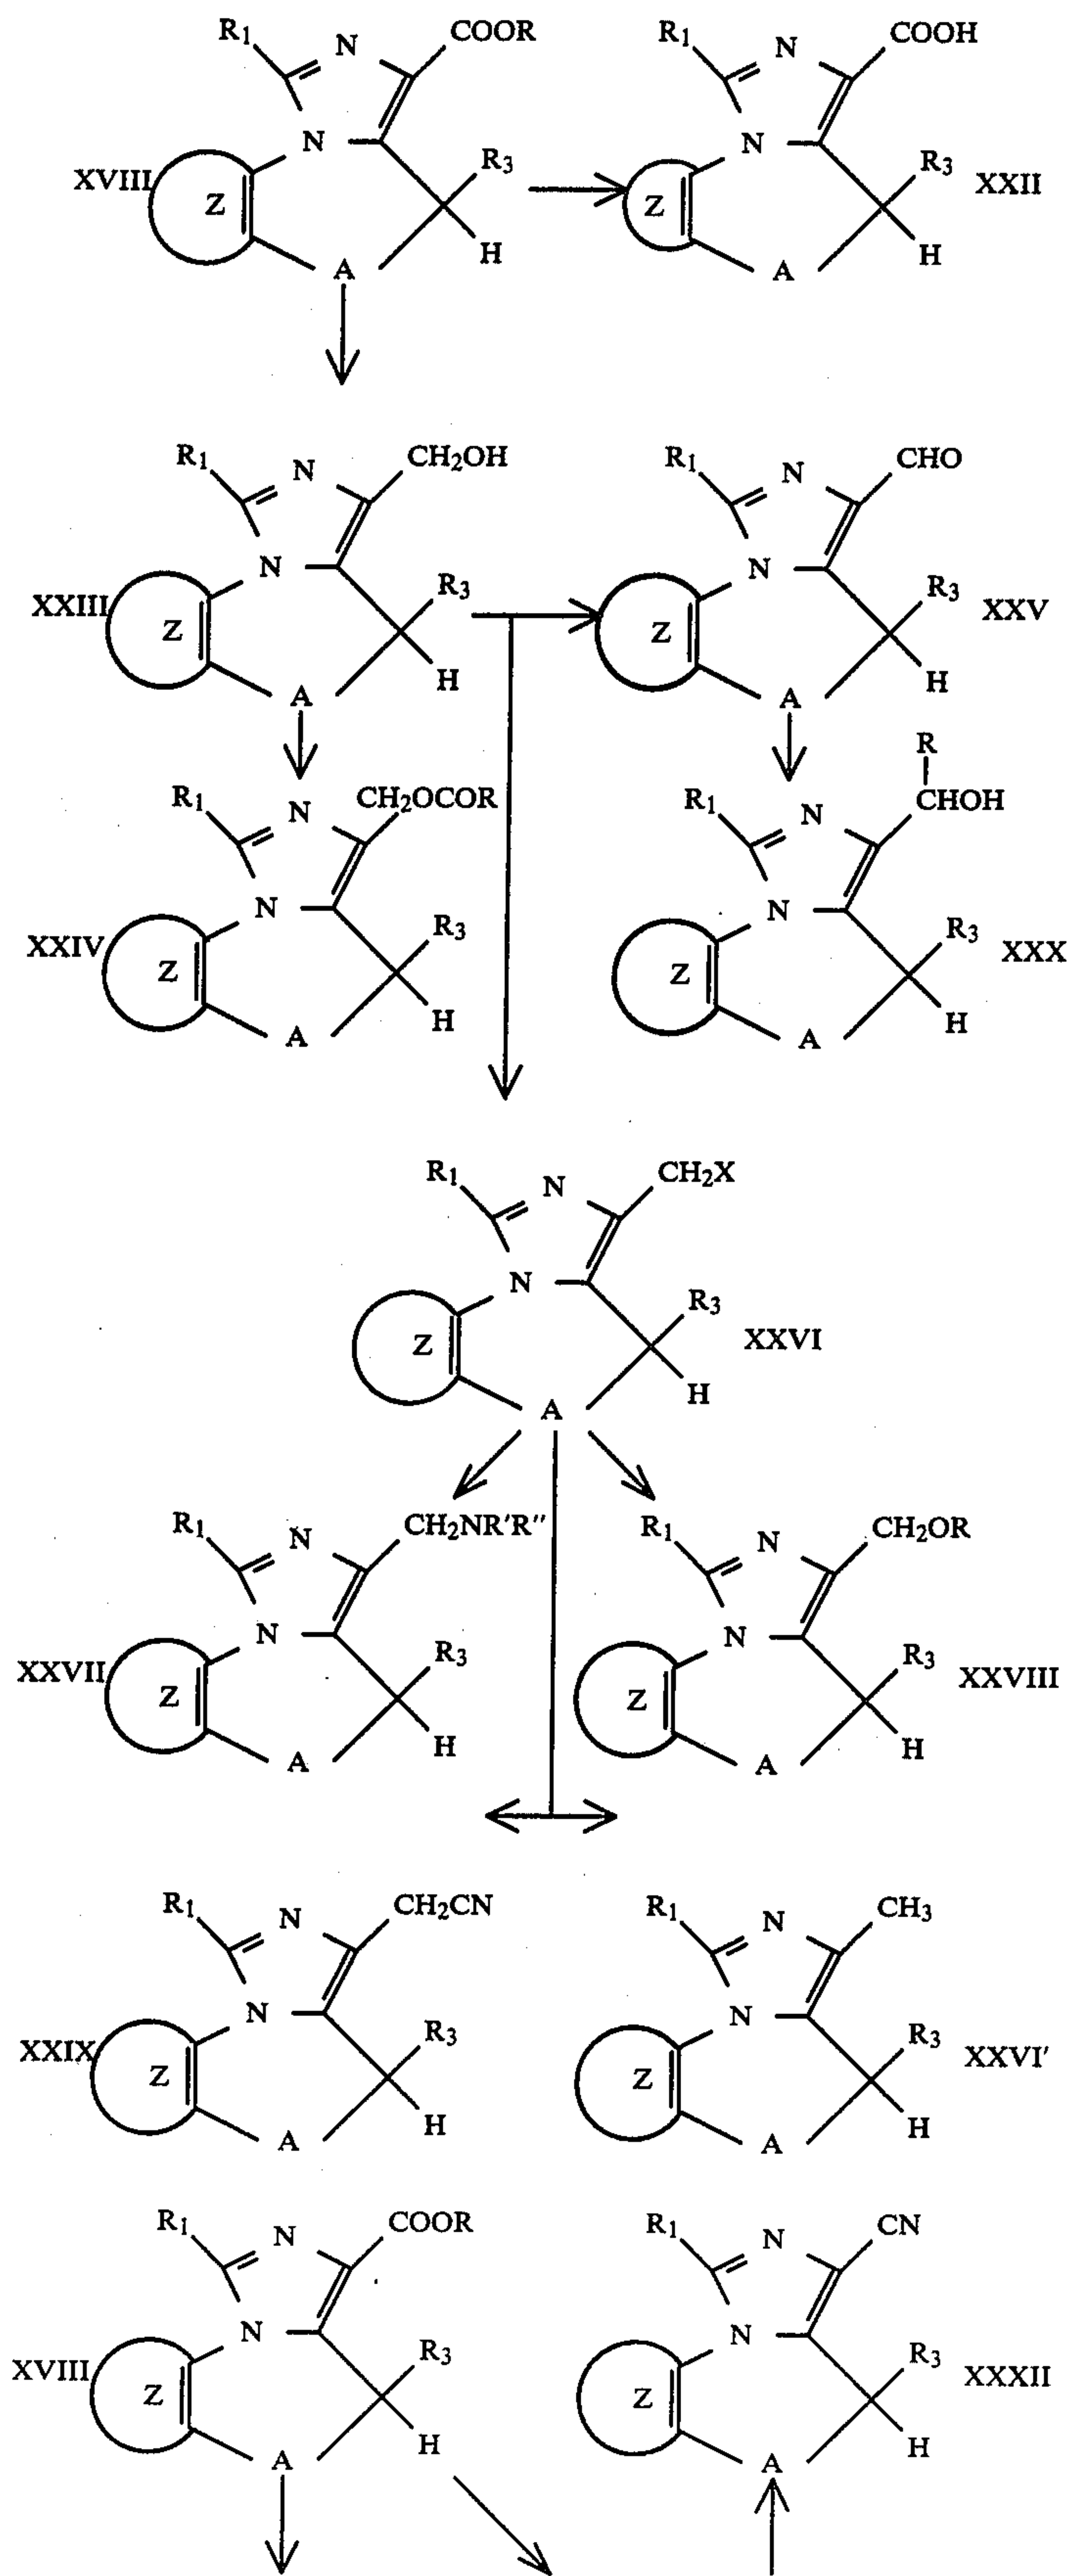 R1 N COOR R1 N COOH
N R3 N R3
XVIII Z XXII Z
H H
A A
R1 N CH2OH R1 N CHO
N R3 N R3
XXIII Z Z XXV
H H
A A
R
R1 N CH2OCOR R1 N CHOH
N R3 N R3
XXIV Z Z XXX
H H
A A
R1 N CH2X
N R3
Z XXVI
H
A
R1 N CH2NR'R" R1 N CH2OR
N R3 N R3
XXVII Z Z XXVIII
H H
A A
R1 N CH2CN R1 N CH3
N R3 N R3
XXIX Z Z XXVI'
H H
A A
R1 N COOR R1 N CN
N R3 N R3
XVIII Z Z XXXII
H H
A A